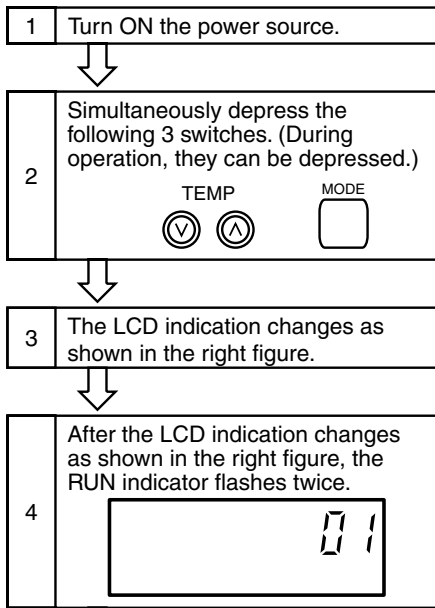 1 Turn ON the power source.
2
Simultaneously depress the
following 3 switches. (During
operation, they can be depressed.)
TEMP MODE
3
The LCD indication changes as
shown in the right figure.
4
After the LCD indication changes
as shown in the right figure, the
RUN indicator flashes twice.
01